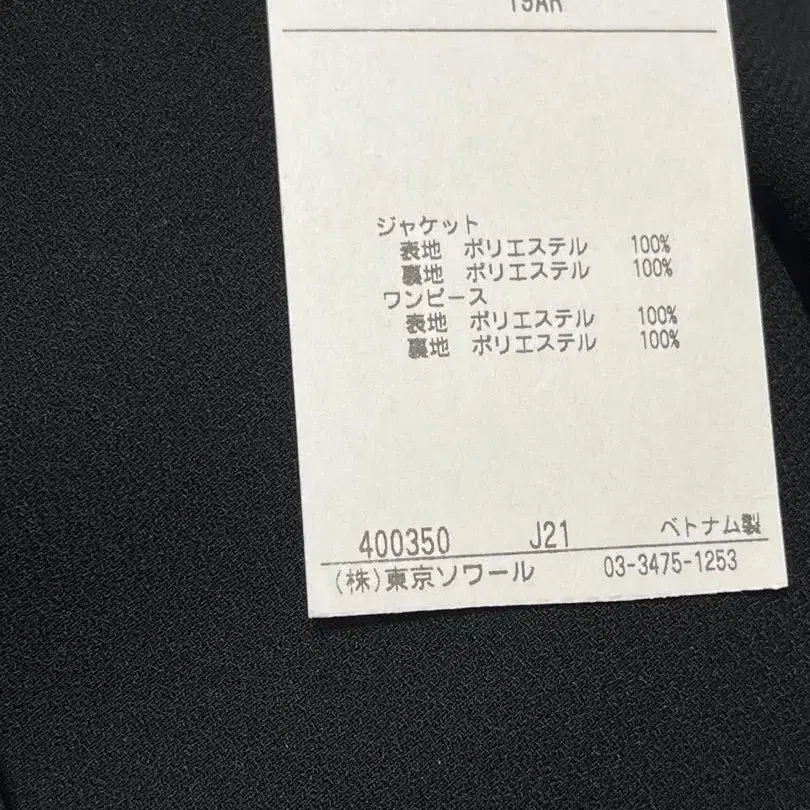 19AR
ジャケット
表地 ポリエステル 100%
裏地 ポリエステル 100%
ワンピース
表地 ポリエステル 100%
裏地 ポリエステル 100%
400350 J21 ベトナム製
(株)東京ソワール 03-3475-1253